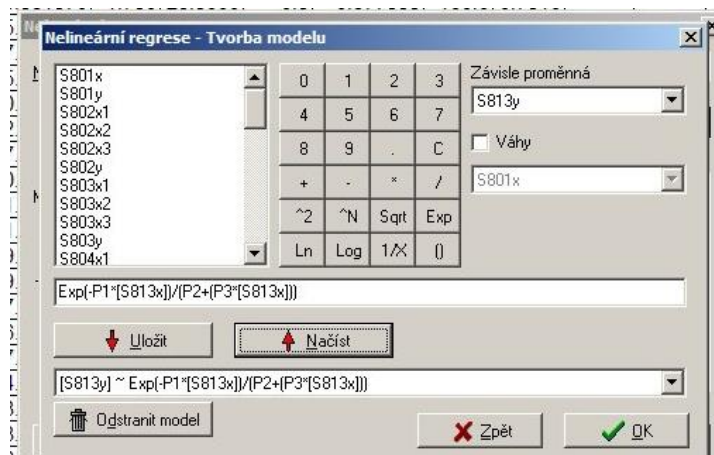 Nelineární regrese - Tvorba modelu
S801x
S801y
S802x1
S802x2
S802x3
S802y
S803x1
S803x2
S803x3
S803y
S804x1
0 1 2 3
4 5 6 7
8 9 . C
+ - * /
^2 ^N Sqrt Exp
Ln Log 1/X ()
Závisle proměnná
S813y
Váhy
S801x
Exp(-P1*[S813x])/(P2+(P3*[S813x]))
Uložit Načíst
[S813y] ~ Exp(-P1*[S813x])/(P2+(P3*[S813x]))
Odstranit model
Zpět OK